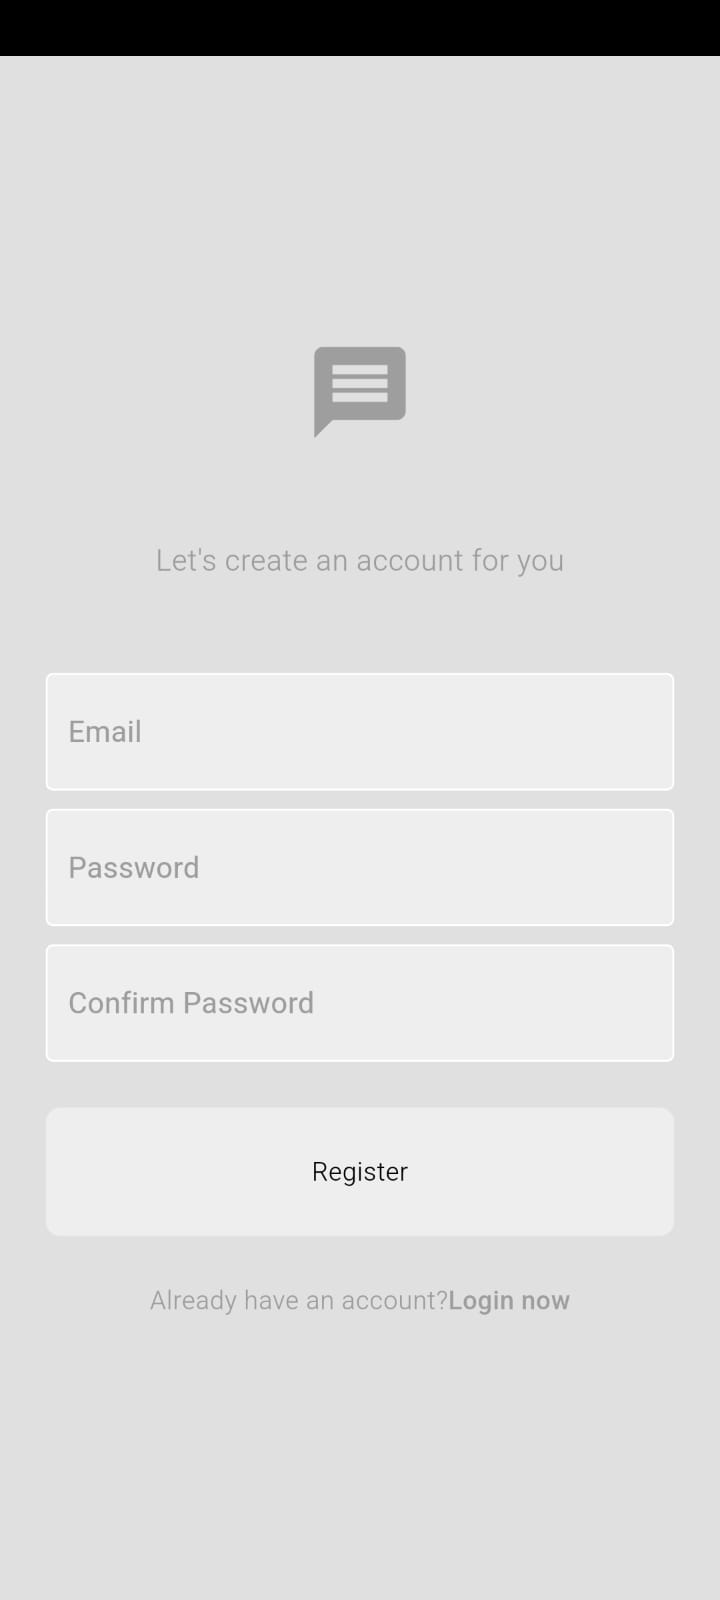 Let's create an account for you
Email
Password
Confirm Password
Register
Already have an account?Login now